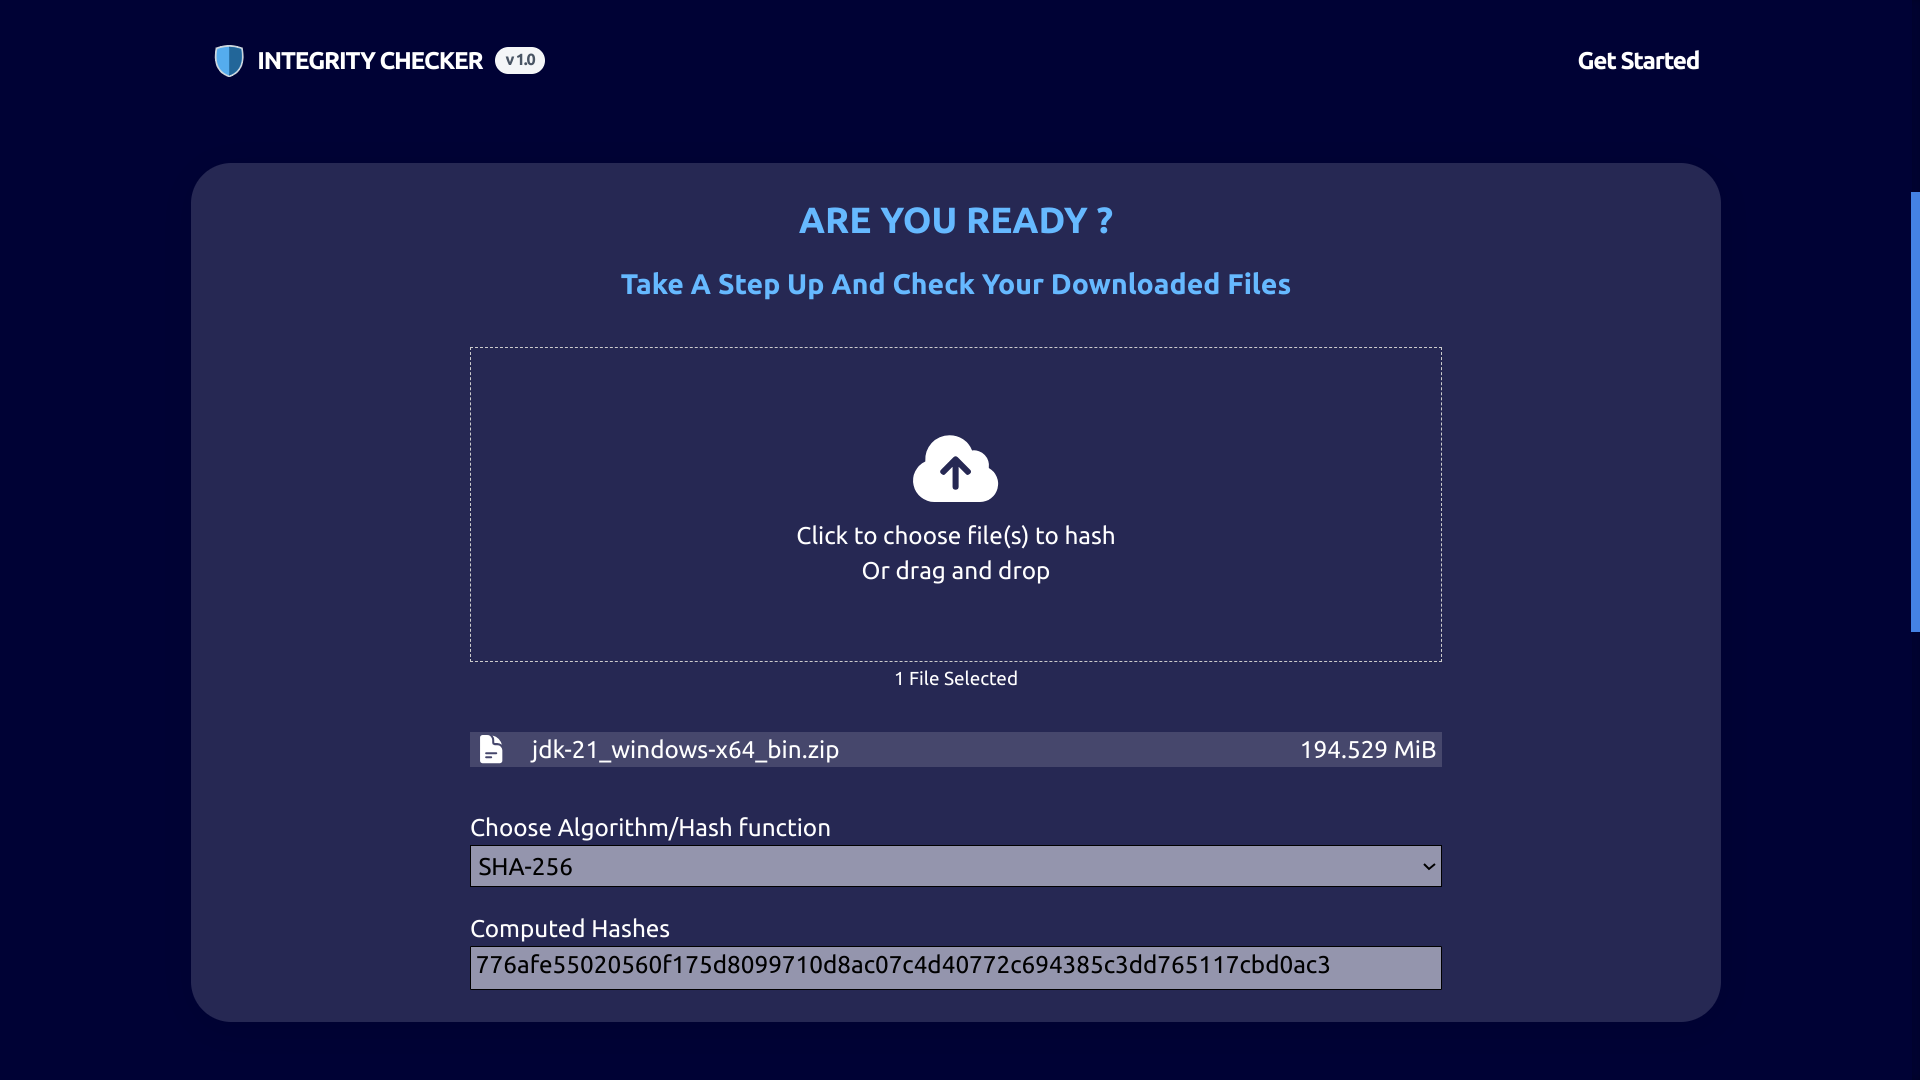 INTEGRITY CHECKER v 1.0 Get Started
ARE YOU READY ?
Take A Step Up And Check Your Downloaded Files
Click to choose file(s) to hash
Or drag and drop
1 File Selected
jdk-21_windows-x64_bin.zip 194.529 MiB
Choose Algorithm/Hash function
SHA-256
Computed Hashes
776afe55020560f175d8099710d8ac07c4d40772c694385c3dd765117cbd0ac3